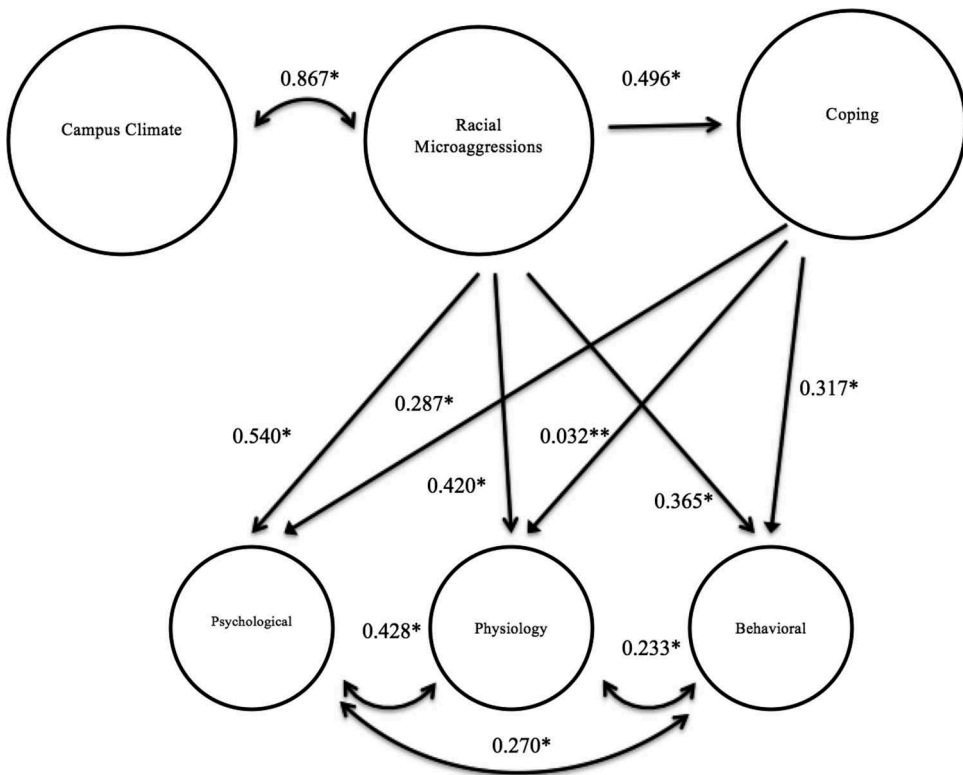 0.867*
0.496*
Campus Climate
Racial
Microaggressions
Coping
0.287*
0.317*
0.540*
0.032**
0.420*
0.365*
Psychological
0.428*
Physiology
0.233*
Behavioral
0.270*